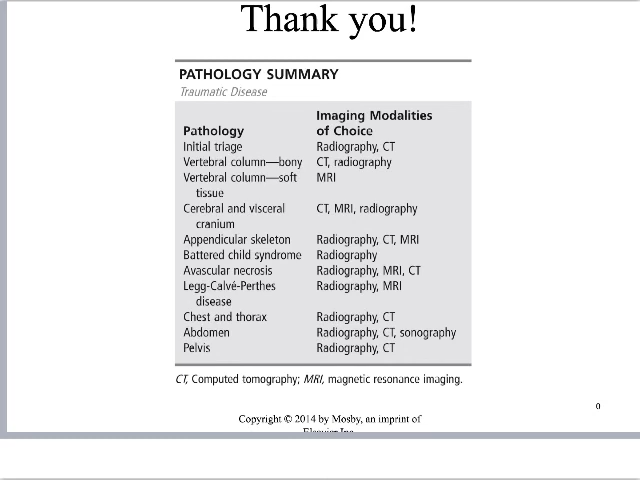 Thank you!
PATHOLOGY SUMMARY
Traumatic Disease
Imaging Modalities
Pathology of Choice
Initial triage Radiography, CT
Vertebral column—bony CT, radiography
Vertebral column—soft MRI
tissue
Cerebral and visceral CT, MRI, radiography
cranium
Appendicular skeleton Radiography, CT, MRI
Battered child syndrome Radiography
Avascular necrosis Radiography, MRI, CT
Legg-Calvé-Perthes Radiography, MRI
disease
Chest and thorax Radiography, CT
Abdomen Radiography, CT, sonography
Pelvis Radiography, CT
CT, Computed tomography; MRI, magnetic resonance imaging.
0
Copyright © 2014 by Mosby, an imprint of
Elsevier Inc.